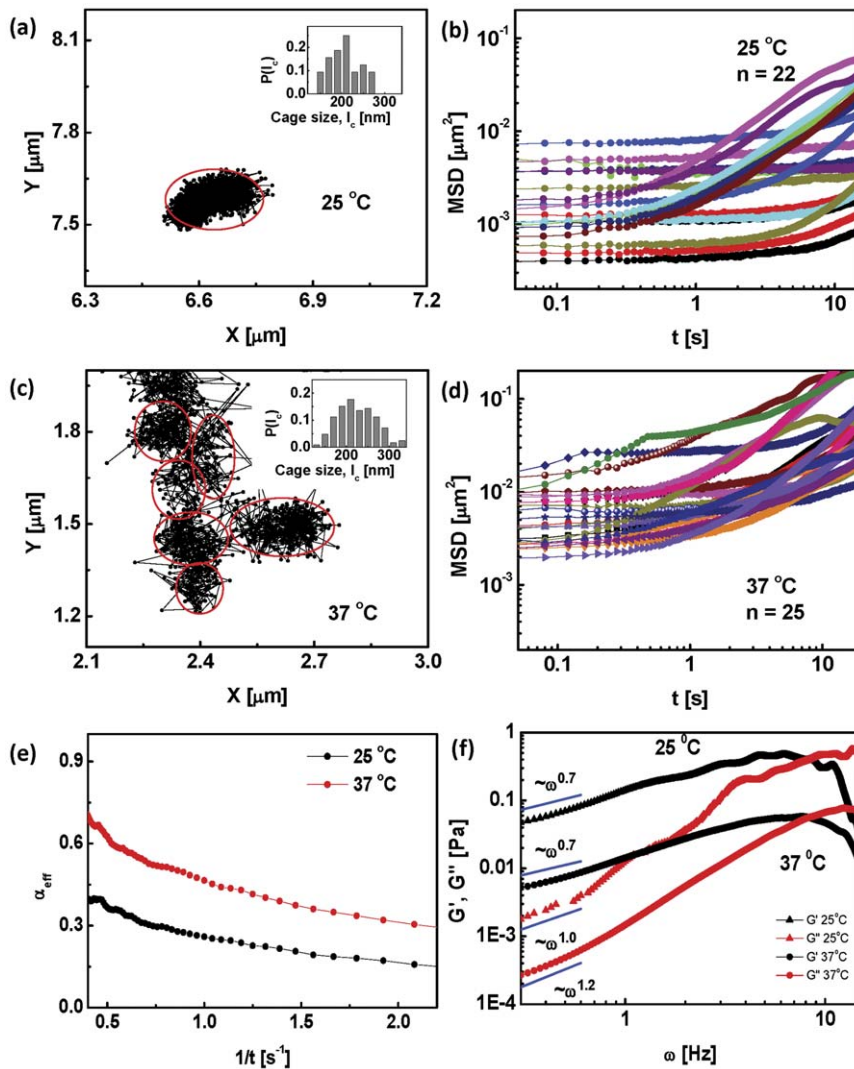 (a)
8.1
7.8
7.5
Y [μm]
6.3
6.6
6.9
7.2
X [μm]
25 °C
P(l_c)
0.2
0.0
200
300
Cage size, l_c [nm]
(b)
10⁻¹
10⁻²
10⁻³
MSD [μm²]
0.1
1
10
t [s]
25 °C
n = 22
(c)
1.8
1.5
1.2
Y [μm]
2.1
2.4
2.7
3.0
X [μm]
37 °C
P(l_c)
0.2
0.1
0.0
100
200
300
Cage size, l_c [nm]
(d)
10⁻¹
10⁻²
10⁻³
MSD [μm²]
0.1
1
10
t [s]
37 °C
n = 25
(e)
0.9
0.6
0.3
0.0
α_eff
0.5
1.0
1.5
2.0
1/t [s⁻¹]
25 °C
37 °C
(f)
1
0.1
0.01
1E-3
1E-4
G', G'' [Pa]
1
10
ω [Hz]
25 ⁰C
37 ⁰C
~ω^0.7
~ω^0.7
~ω^1.0
~ω^1.2
G' 25°C
G'' 25°C
G' 37°C
G'' 37°C